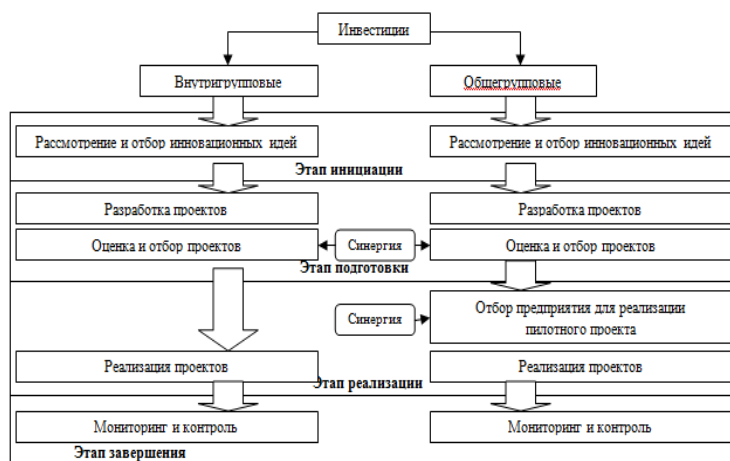 Инвестиции
Внутригрупповые
Общегрупповые
Рассмотрение и отбор инновационных идей
Рассмотрение и отбор инновационных идей
Этап инициации
Разработка проектов
Разработка проектов
Оценка и отбор проектов
Синергия
Оценка и отбор проектов
Этап подготовки
Синергия
Отбор предприятия для реализации
пилотного проекта
Реализация проектов
Реализация проектов
Этап реализации
Мониторинг и контроль
Мониторинг и контроль
Этап завершения